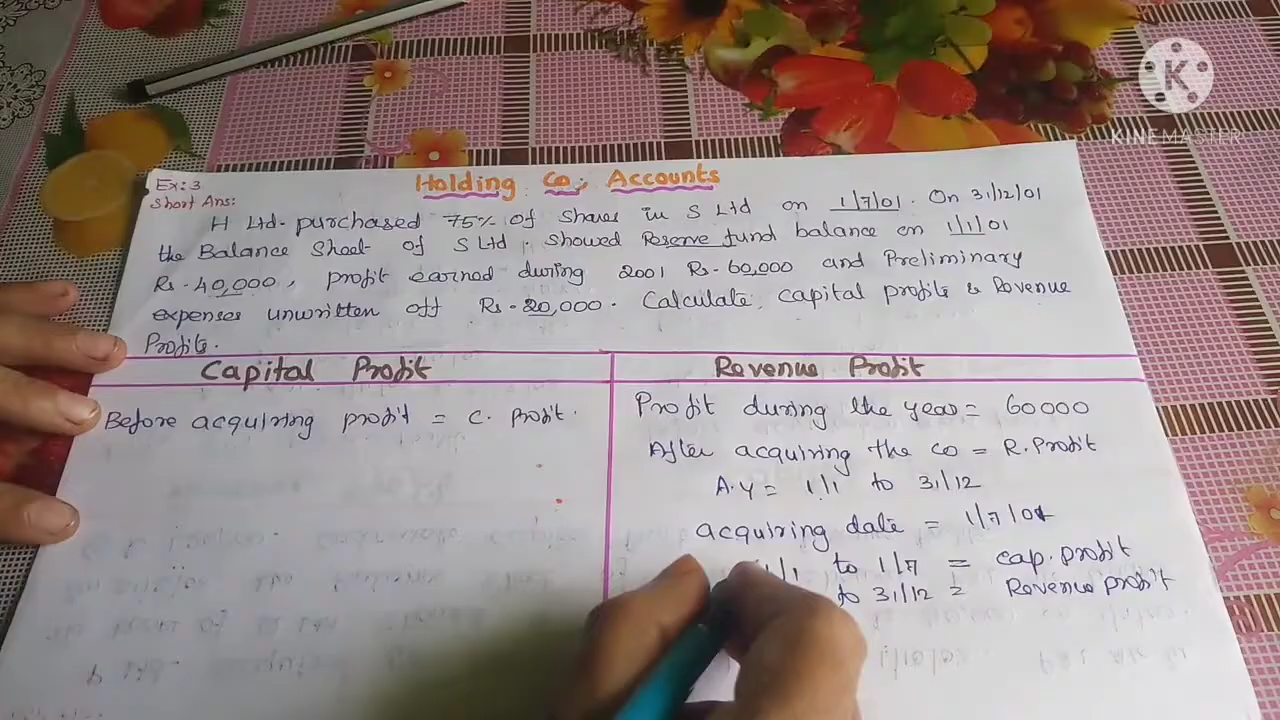 Ex: 3
Short Ans:
Holding Co; Accounts
H Ltd. purchased 75% of shares in S Ltd on 1/7/01. On 31/12/01
the Balance Sheet of S Ltd; showed Reserve fund balance on 1/1/01
Rs. 40,000, profit earned during 2001 Rs. 60,000 and Preliminary
expenses unwritten off Rs. 20,000. Calculate capital profits & Revenue
Profits.
Capital Profit
Revenue Profit
Before acquiring profit = C. Profit.
Profit during the year = 60000
After acquiring the co = R. Profit
A.Y = 1/1 to 31/12
acquiring date = 1/7/01
1/1 to 1/7 = cap. profit
to 31/12 = Revenue profit
K
KINEMASTER